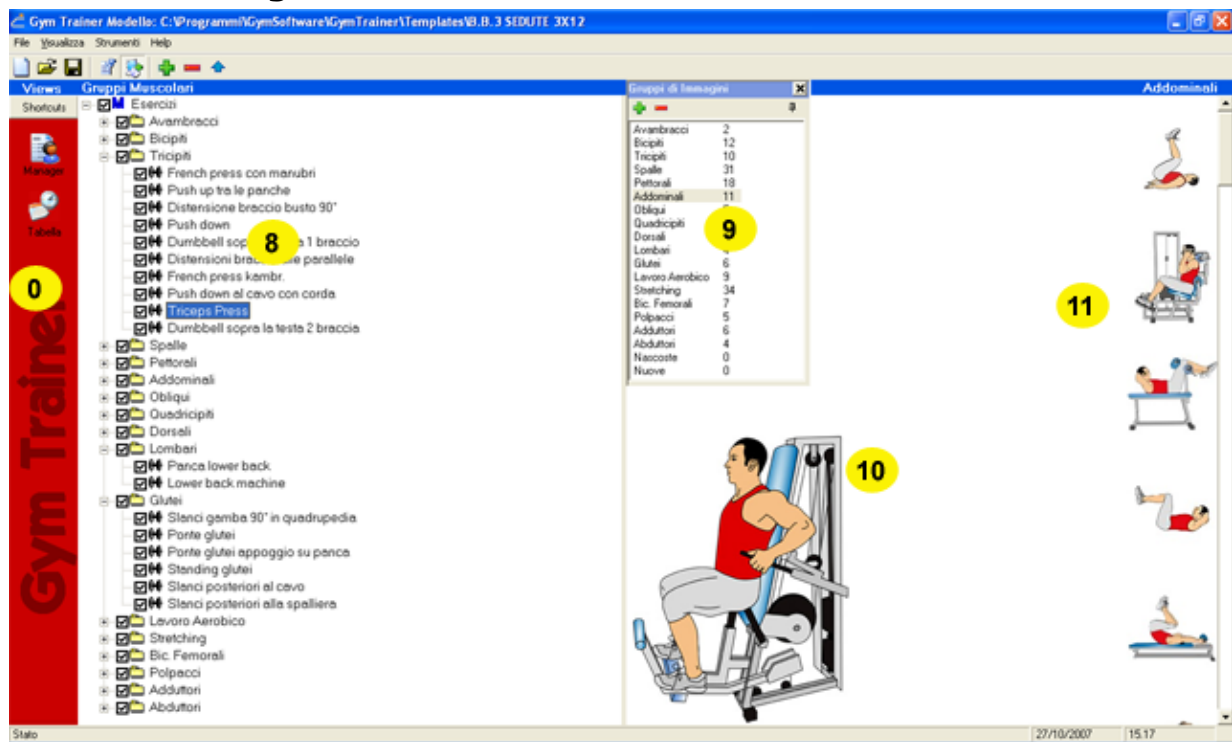 Gym Trainer Modello: C:\Programmi\GymSoftware\GymTrainer\Templates\B.B.3 SEDUTE 3X12
File Visualizza Strumenti Help
Views
Shortcuts
Manager
Tabella
0
Gym Trainer
Gruppi Muscolari
Esercizi
Avambracci
Bicipiti
Tricipiti
French press con manubri
Push up tra le panche
Distensione braccio busto 90°
Push down
Dumbbell sop 1 braccio
8
Distensioni parallele
French press kambr.
Push down al cavo con corda
Triceps Press
Dumbbell sopra la testa 2 braccia
Spalle
Pettorali
Addominali
Obliqui
Quadricipiti
Dorsali
Lombari
Panca lower back
Lower back machine
Glutei
Slanci gamba 90° in quadrupedia
Ponte glutei
Ponte glutei appoggio su panca
Standing glutei
Slanci posteriori al cavo
Slanci posteriori alla spalliera
Lavoro Aerobico
Stretching
Bic. Femorali
Polpacci
Adduttori
Abduttori
Gruppi di Immagini
Avambracci 2
Bicipiti 12
Tricipiti 10
Spalle 31
Pettorali 18
Addominali 11
Obliqui
Quadricipiti
9
Dorsali
Lombari
Glutei 6
Lavoro Aerobico 9
Stretching 34
Bic. Femorali 7
Polpacci 5
Adduttori 6
Abduttori 4
Nascoste 0
Nuove 0
10
Addominali
11
Stato 27/10/2007 15.17